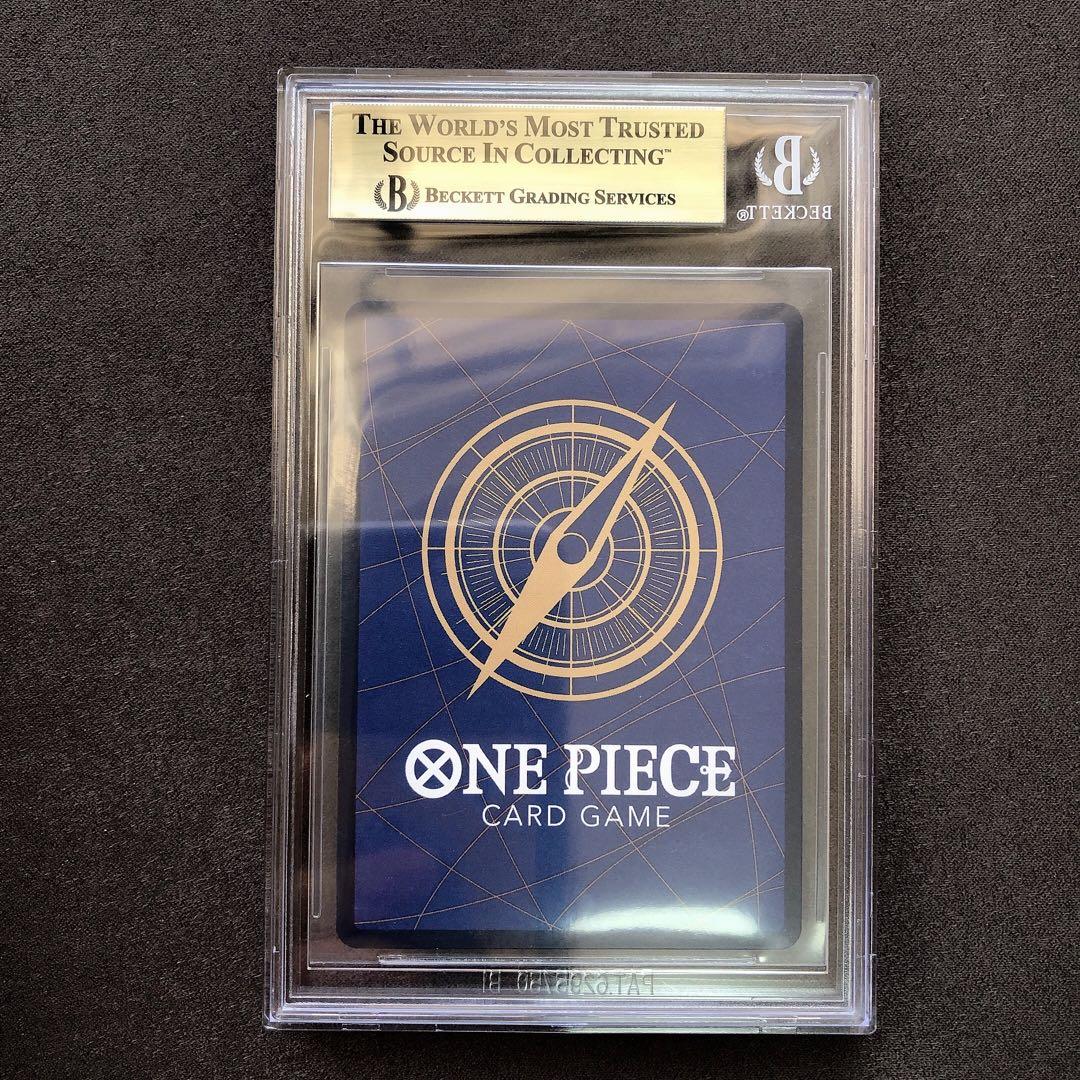 THE WORLD'S MOST TRUSTED
SOURCE IN COLLECTING™
B BECKETT GRADING SERVICES
B
BECKETT®
ONE PIECE
CARD GAME